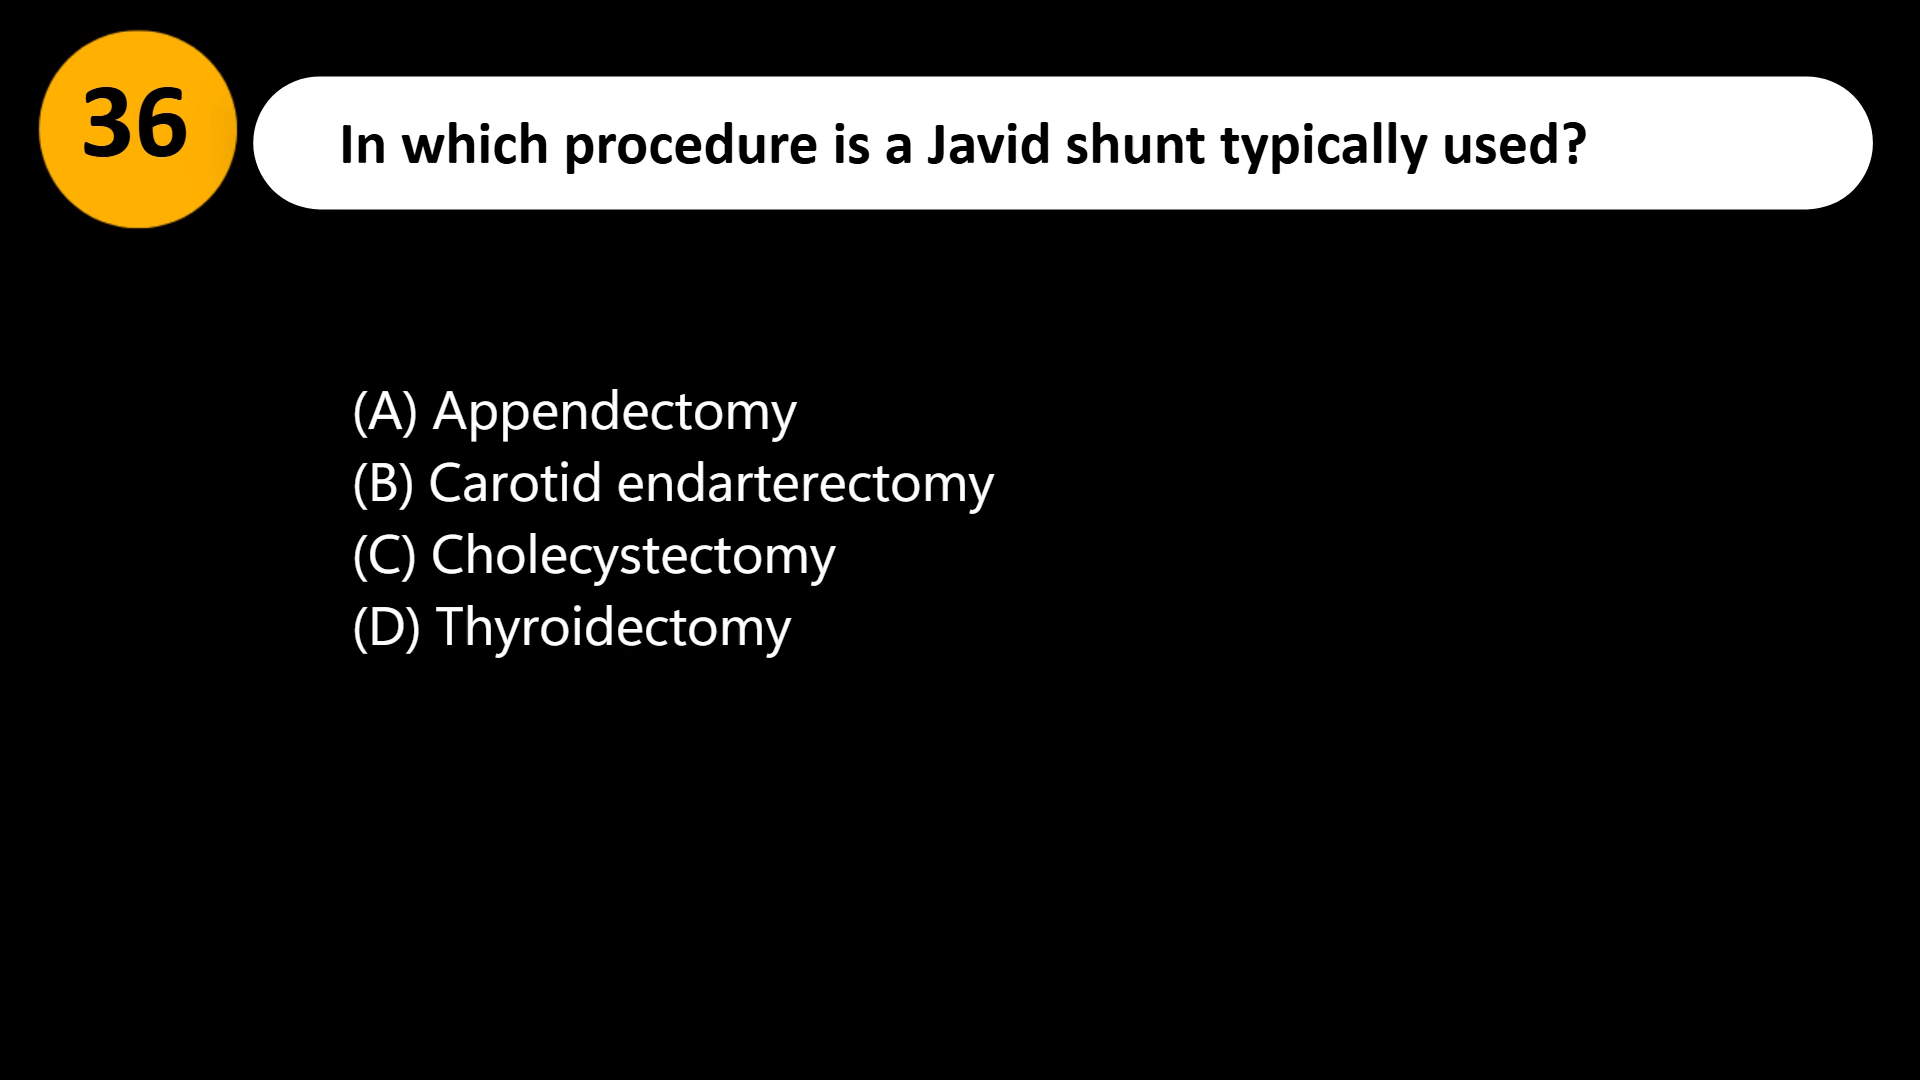 36
In which procedure is a Javid shunt typically used?
(A) Appendectomy
(B) Carotid endarterectomy
(C) Cholecystectomy
(D) Thyroidectomy